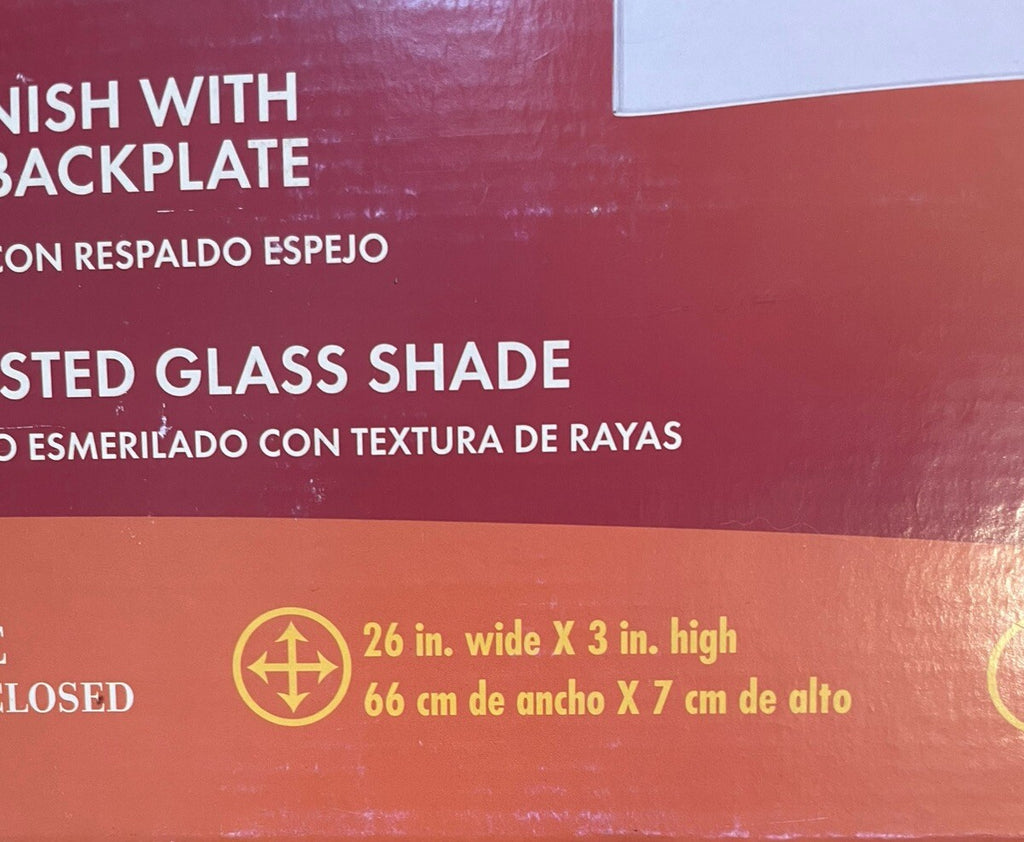 NISH WITH
BACKPLATE
CON RESPALDO ESPEJO
STED GLASS SHADE
O ESMERILADO CON TEXTURA DE RAYAS
26 in. wide X 3 in. high
CLOSED
66 cm de ancho X 7 cm de alto